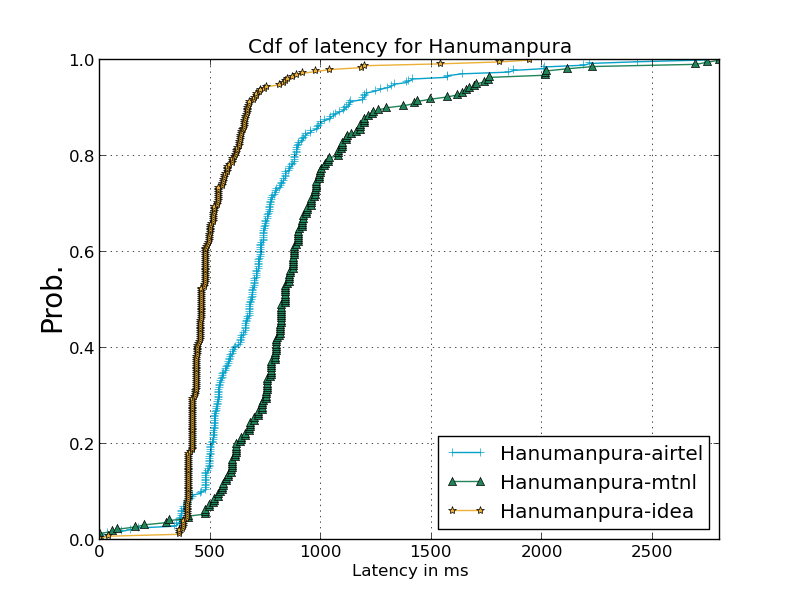 Cdf of latency for Hanumanpura
1.0
0.8
0.6
0.4
0.2
0.0
Prob.
Hanumanpura-airtel
Hanumanpura-mtnl
Hanumanpura-idea
0 500 1000 1500 2000 2500
Latency in ms